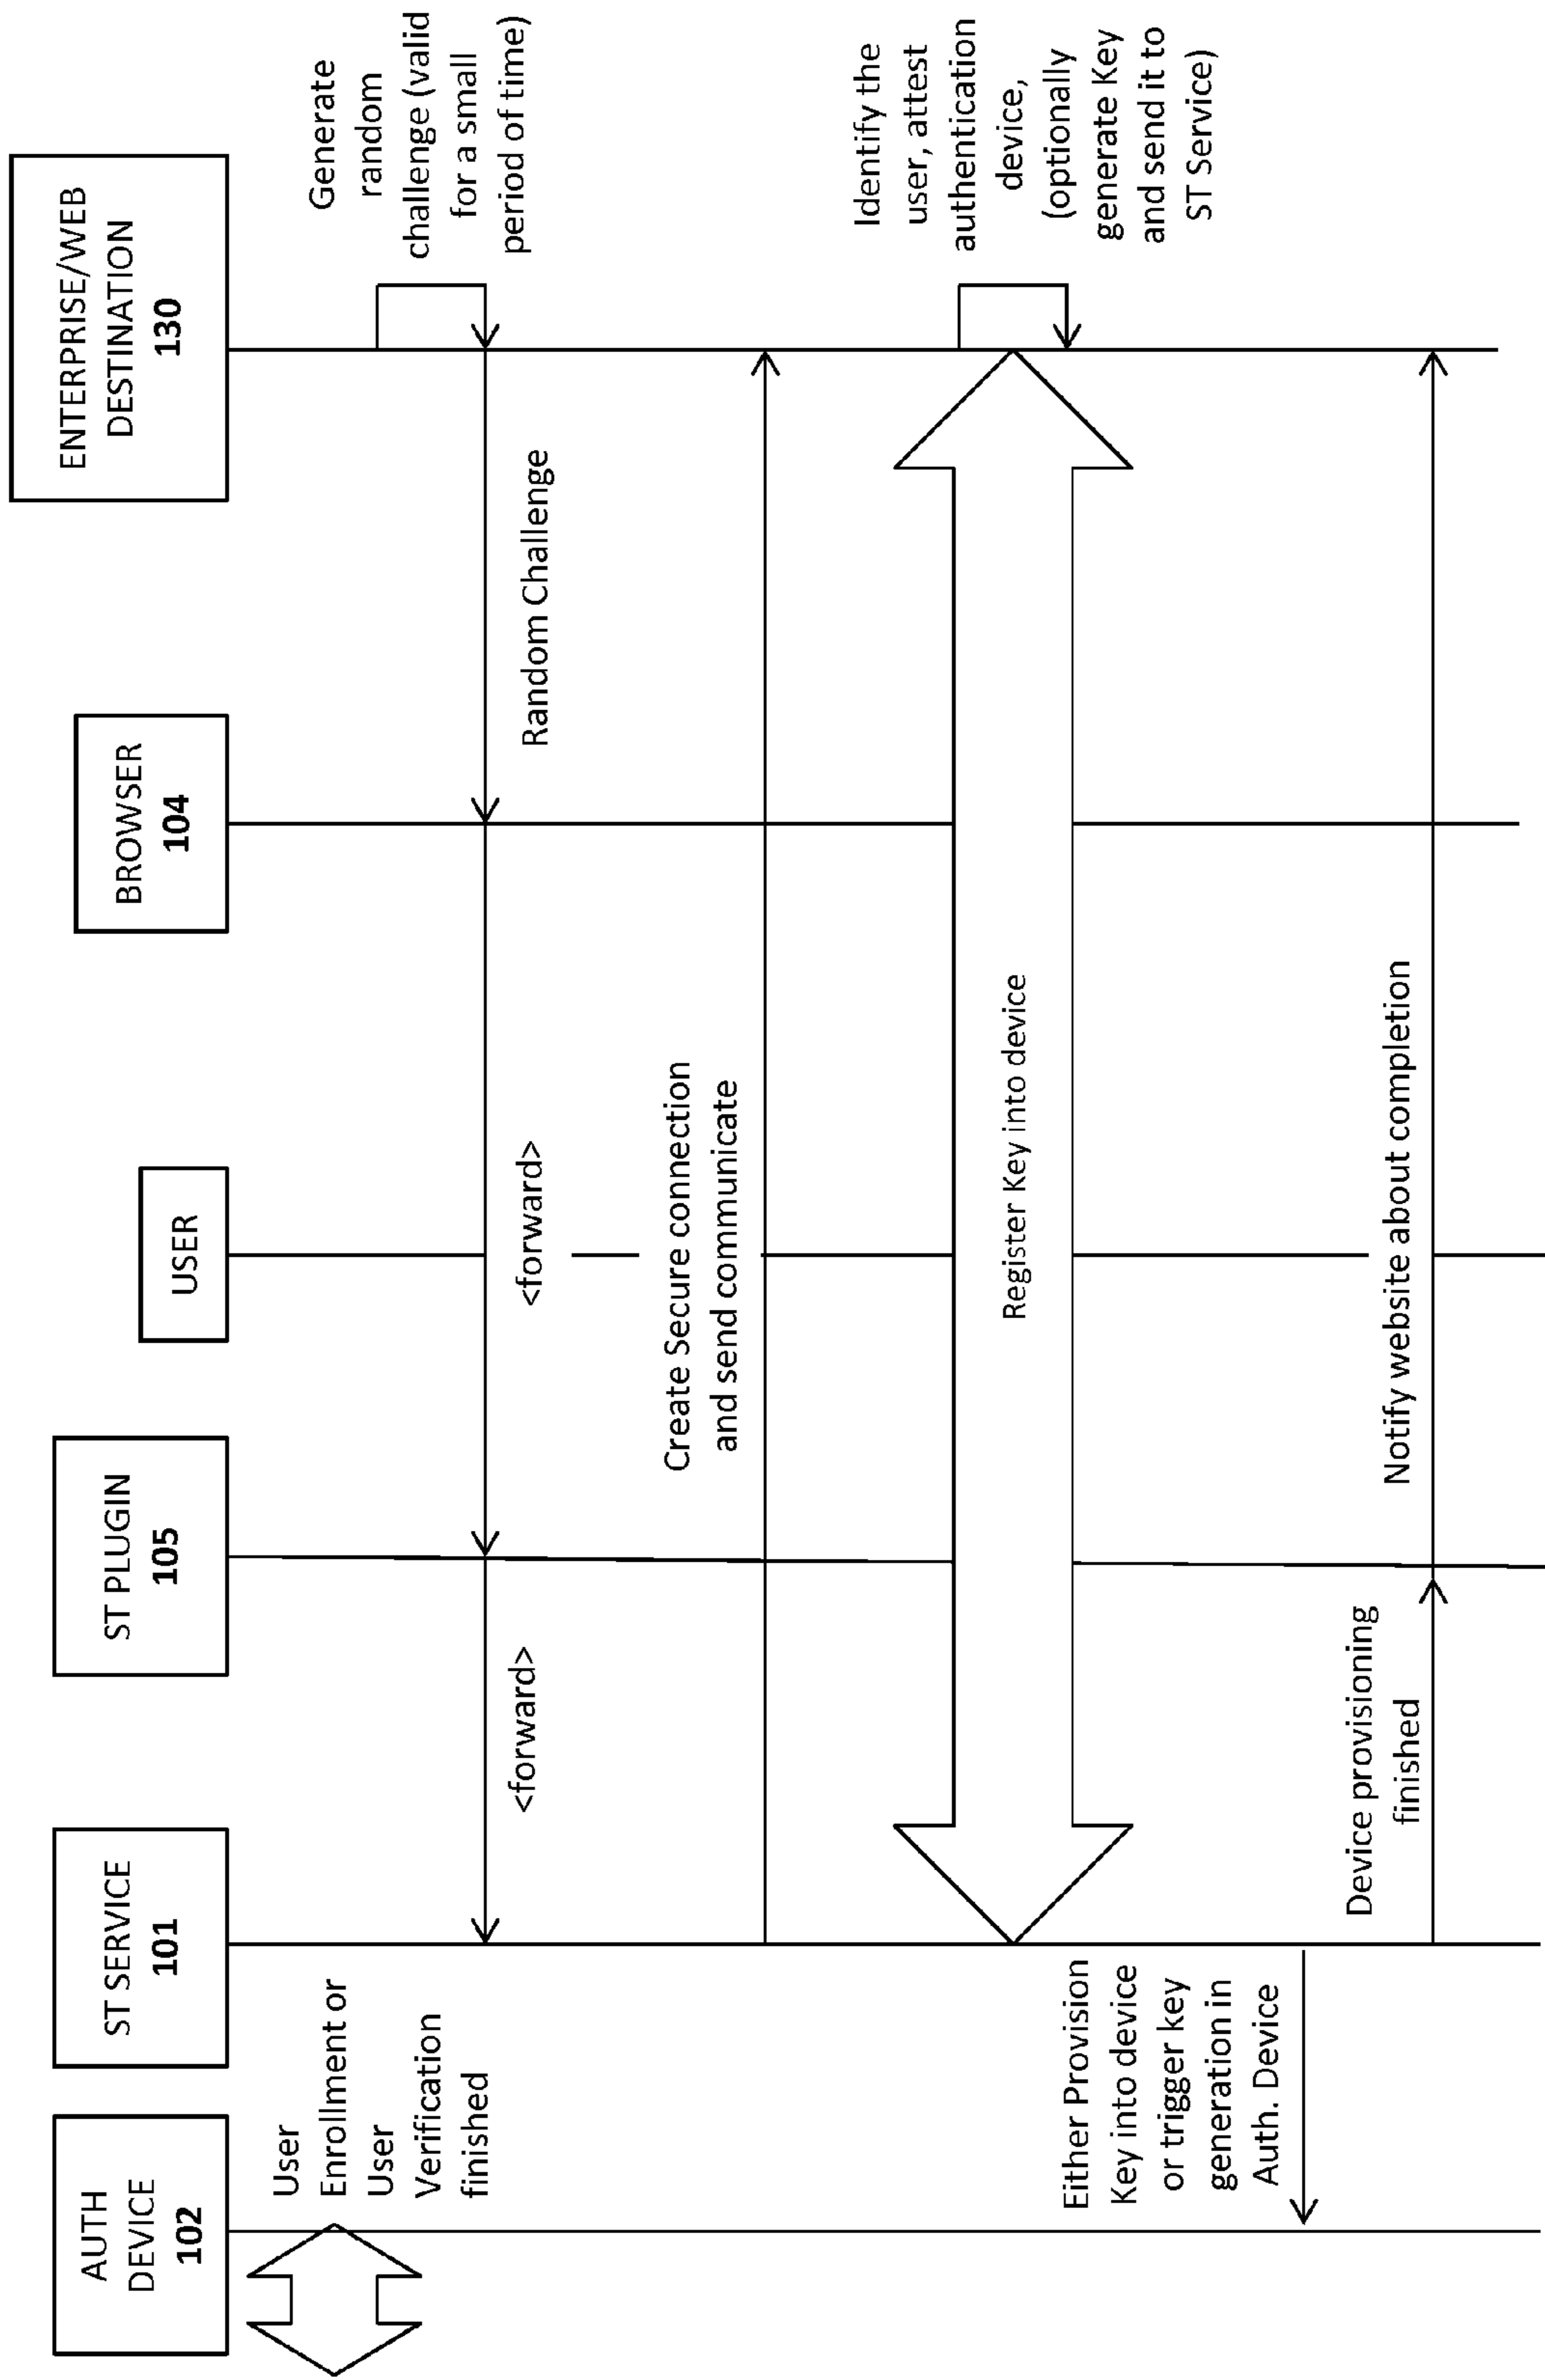 AUTH
DEVICE
102
ST SERVICE
101
ST PLUGIN
105
USER
BROWSER
104
ENTERPRISE/WEB
DESTINATION
130
User
Enrollment or
User
Verification
finished
Generate
random
challenge (valid
for a small
period of time)
Random Challenge
<forward>
<forward>
Create Secure connection
and send communicate
Identify the
user, attest
authentication
device,
(optionally
generate Key
and send it to
ST Service)
Register Key into device
Either Provision
Key into device
or trigger key
generation in
Auth. Device
Device provisioning
finished
Notify website about completion